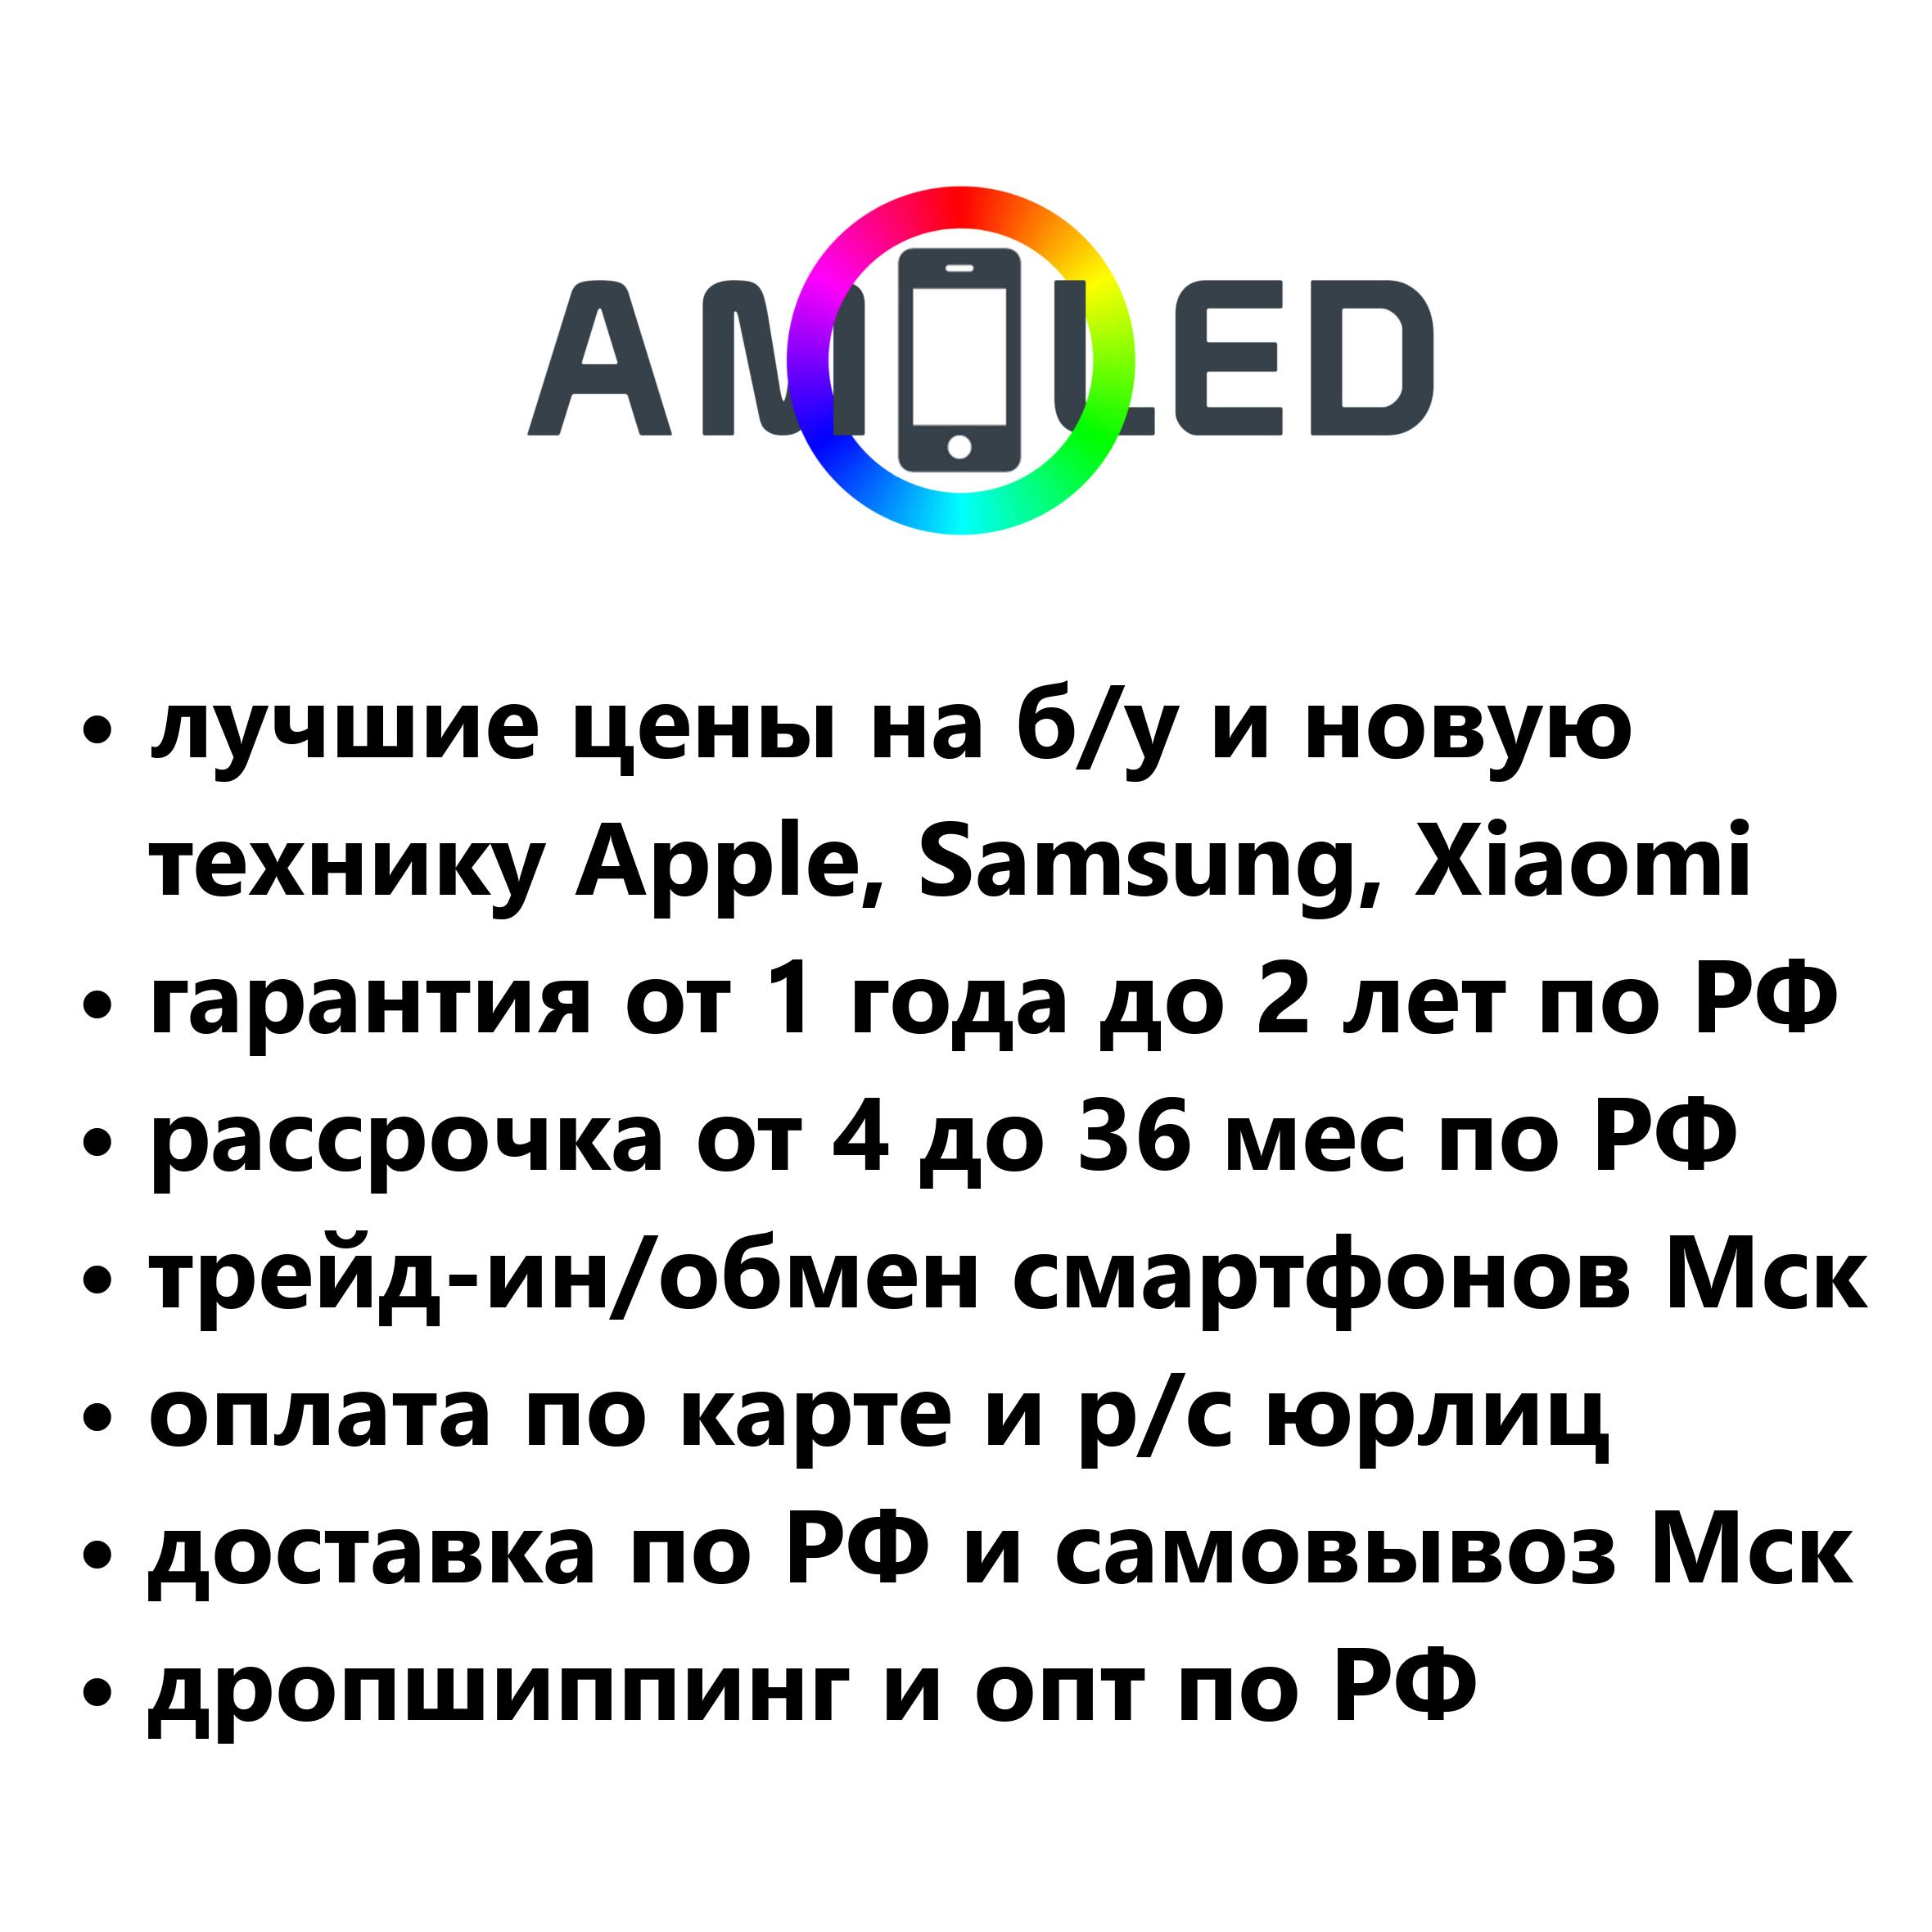 AMOLED
• лучшие цены на б/у и новую
технику Apple, Samsung, Xiaomi
• гарантия от 1 года до 2 лет по РФ
• рассрочка от 4 до 36 мес по РФ
• трейд-ин/обмен смартфонов Мск
• оплата по карте и р/с юрлиц
• доставка по РФ и самовывоз Мск
• дропшиппинг и опт по РФ